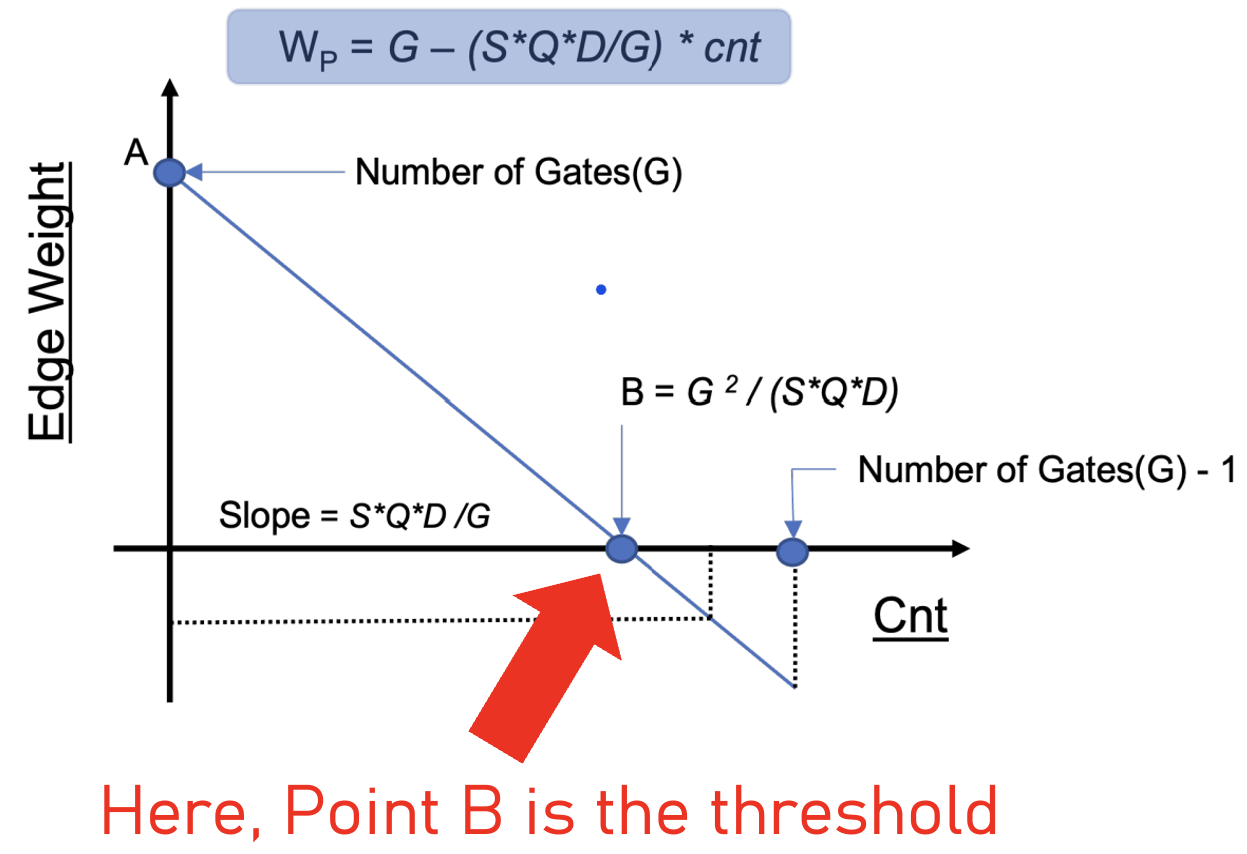 W_P = G – (S*Q*D/G) * cnt
A
Number of Gates(G)
Edge Weight
B = G ² / (S*Q*D)
Number of Gates(G) - 1
Slope = S*Q*D /G
Cnt
Here, Point B is the threshold